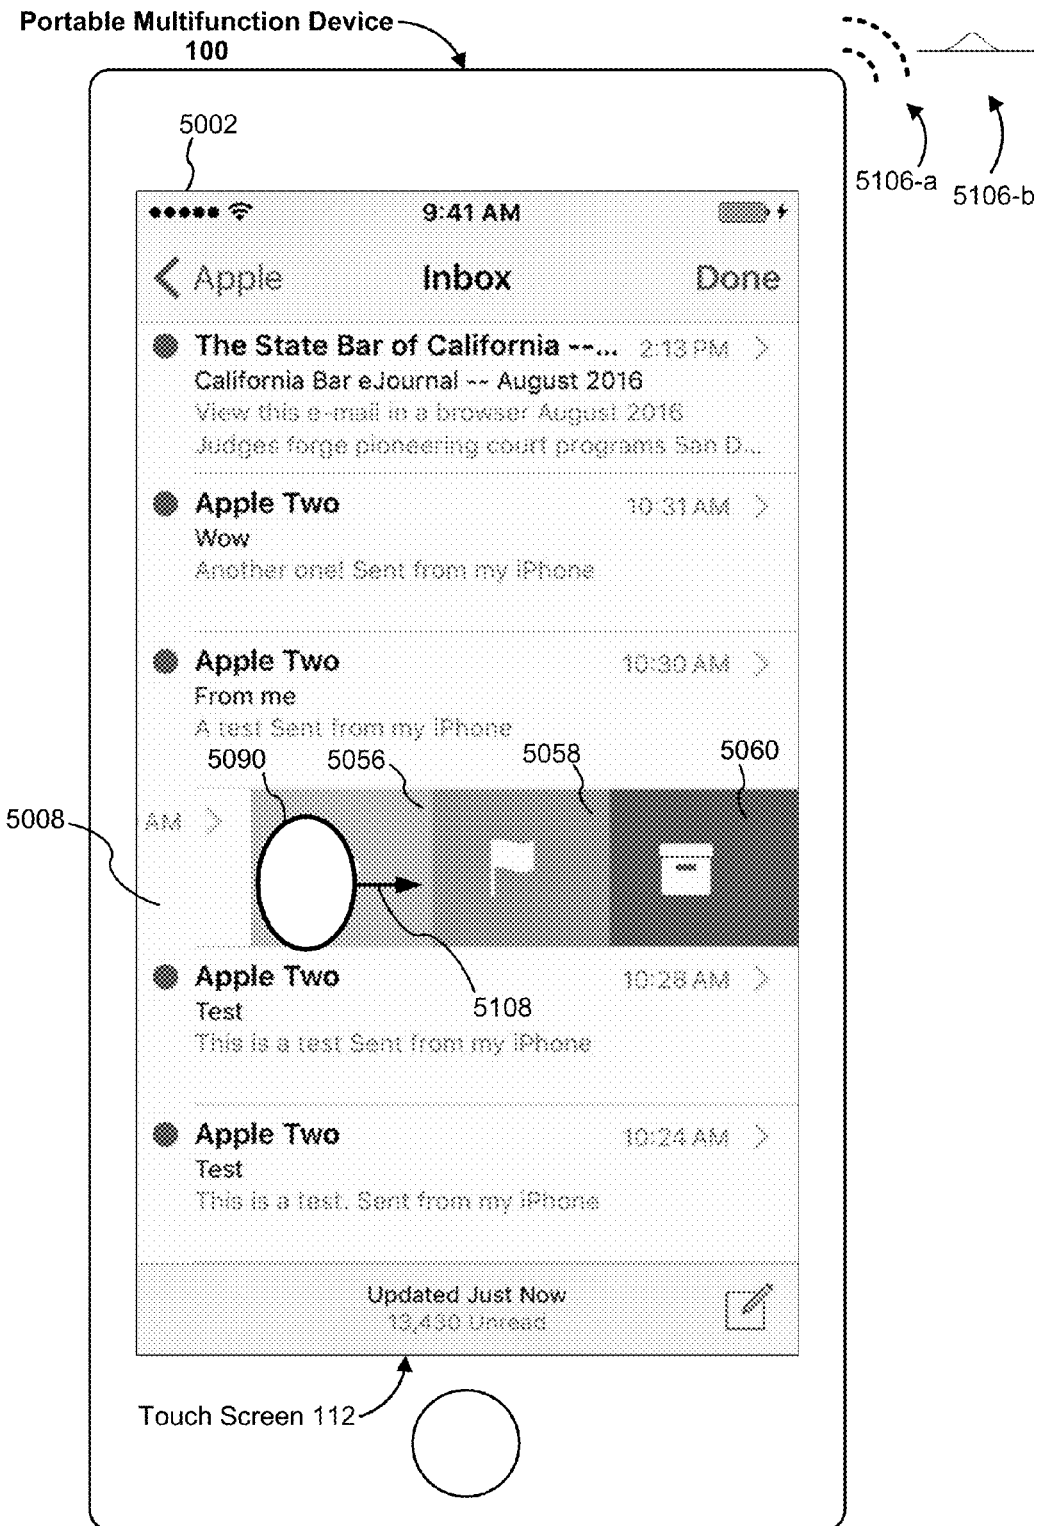 Portable Multifunction Device
100
5002
5106-a
5106-b
9:41 AM
Apple Inbox Done
The State Bar of California --... 2:13 PM
California Bar eJournal -- August 2016
View this e-mail in a browser August 2016
Judges forge pioneering court programs San D...
Apple Two 10:31 AM
Wow
Another one! Sent from my iPhone
Apple Two 10:30 AM
From me
A test Sent from my iPhone
5090 5056 5058 5060
5008
AM
Apple Two 10:28 AM
5108
Test
This is a test Sent from my iPhone
Apple Two 10:24 AM
Test
This is a test. Sent from my iPhone
Updated Just Now
13,430 Unread
Touch Screen 112